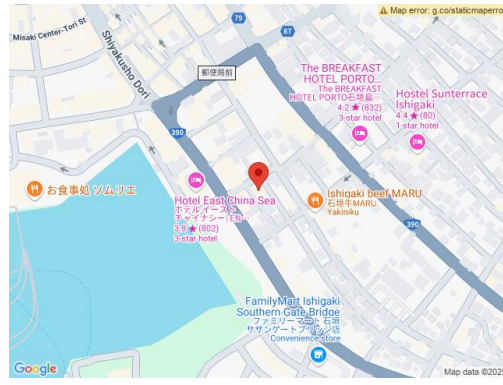 ⚠ Map error: g.co/staticmaperro
79
87
Misaki Center-Tori St
Shiyakusho Dori
郵便局前
The BREAKFAST
HOTEL PORTO...
The BREAKFAST
HOTEL PORTO石垣島…
4.2 ★ (832)
3-star hotel
Hostel Sunterrace
Ishigaki
4.4 ★ (80)
1-star hotel
390
お食事処 ソムリエ
Hotel East China Sea
ホテル イースト
チャイナシー| EN…
3.8 ★ (802)
3-star hotel
Ishigaki beef MARU
石垣牛MARU
Yakiniku
390
FamilyMart Ishigaki
Southern Gate Bridge
ファミリーマート 石垣
サザンゲートブリッジ店
Convenience store
390
Google
Map data ©2025